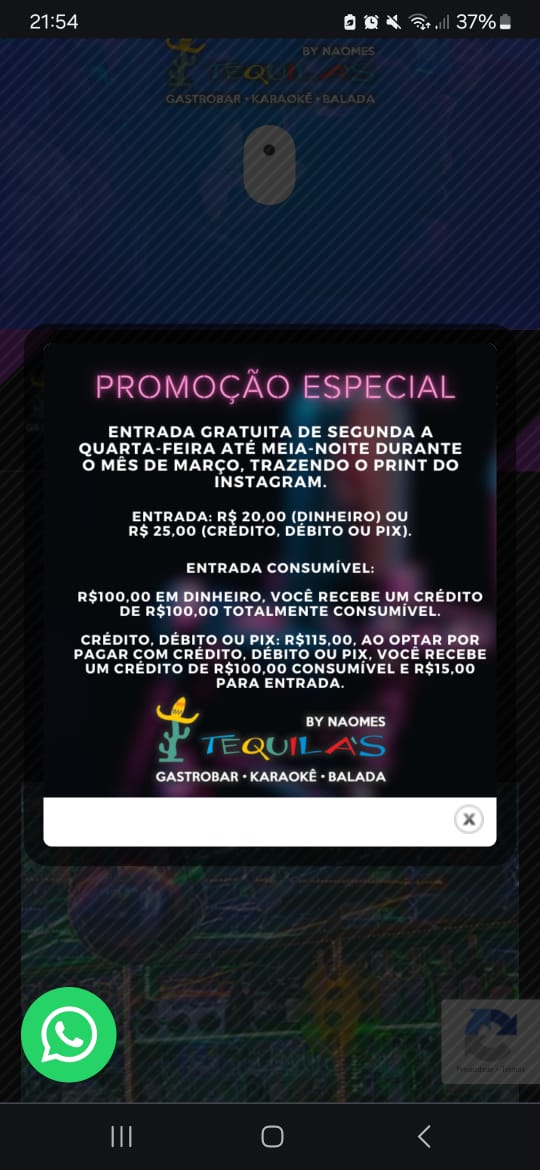 21:54
37%
BY NAOMES
TEQUILA'S
GASTROBAR • KARAOKÊ • BALADA
PROMOÇÃO ESPECIAL
ENTRADA GRATUITA DE SEGUNDA A
QUARTA-FEIRA ATÉ MEIA-NOITE DURANTE
O MÊS DE MARÇO, TRAZENDO O PRINT DO
INSTAGRAM.
ENTRADA: R$ 20,00 (DINHEIRO) OU
R$ 25,00 (CRÉDITO, DÉBITO OU PIX).
ENTRADA CONSUMÍVEL:
R$100,00 EM DINHEIRO, VOCÊ RECEBE UM CRÉDITO
DE R$100,00 TOTALMENTE CONSUMÍVEL.
CRÉDITO, DÉBITO OU PIX: R$115,00, AO OPTAR POR
PAGAR COM CRÉDITO, DÉBITO OU PIX, VOCÊ RECEBE
UM CRÉDITO DE R$100,00 CONSUMÍVEL E R$15,00
PARA ENTRADA.
BY NAOMES
TEQUILA'S
GASTROBAR • KARAOKÊ • BALADA
X